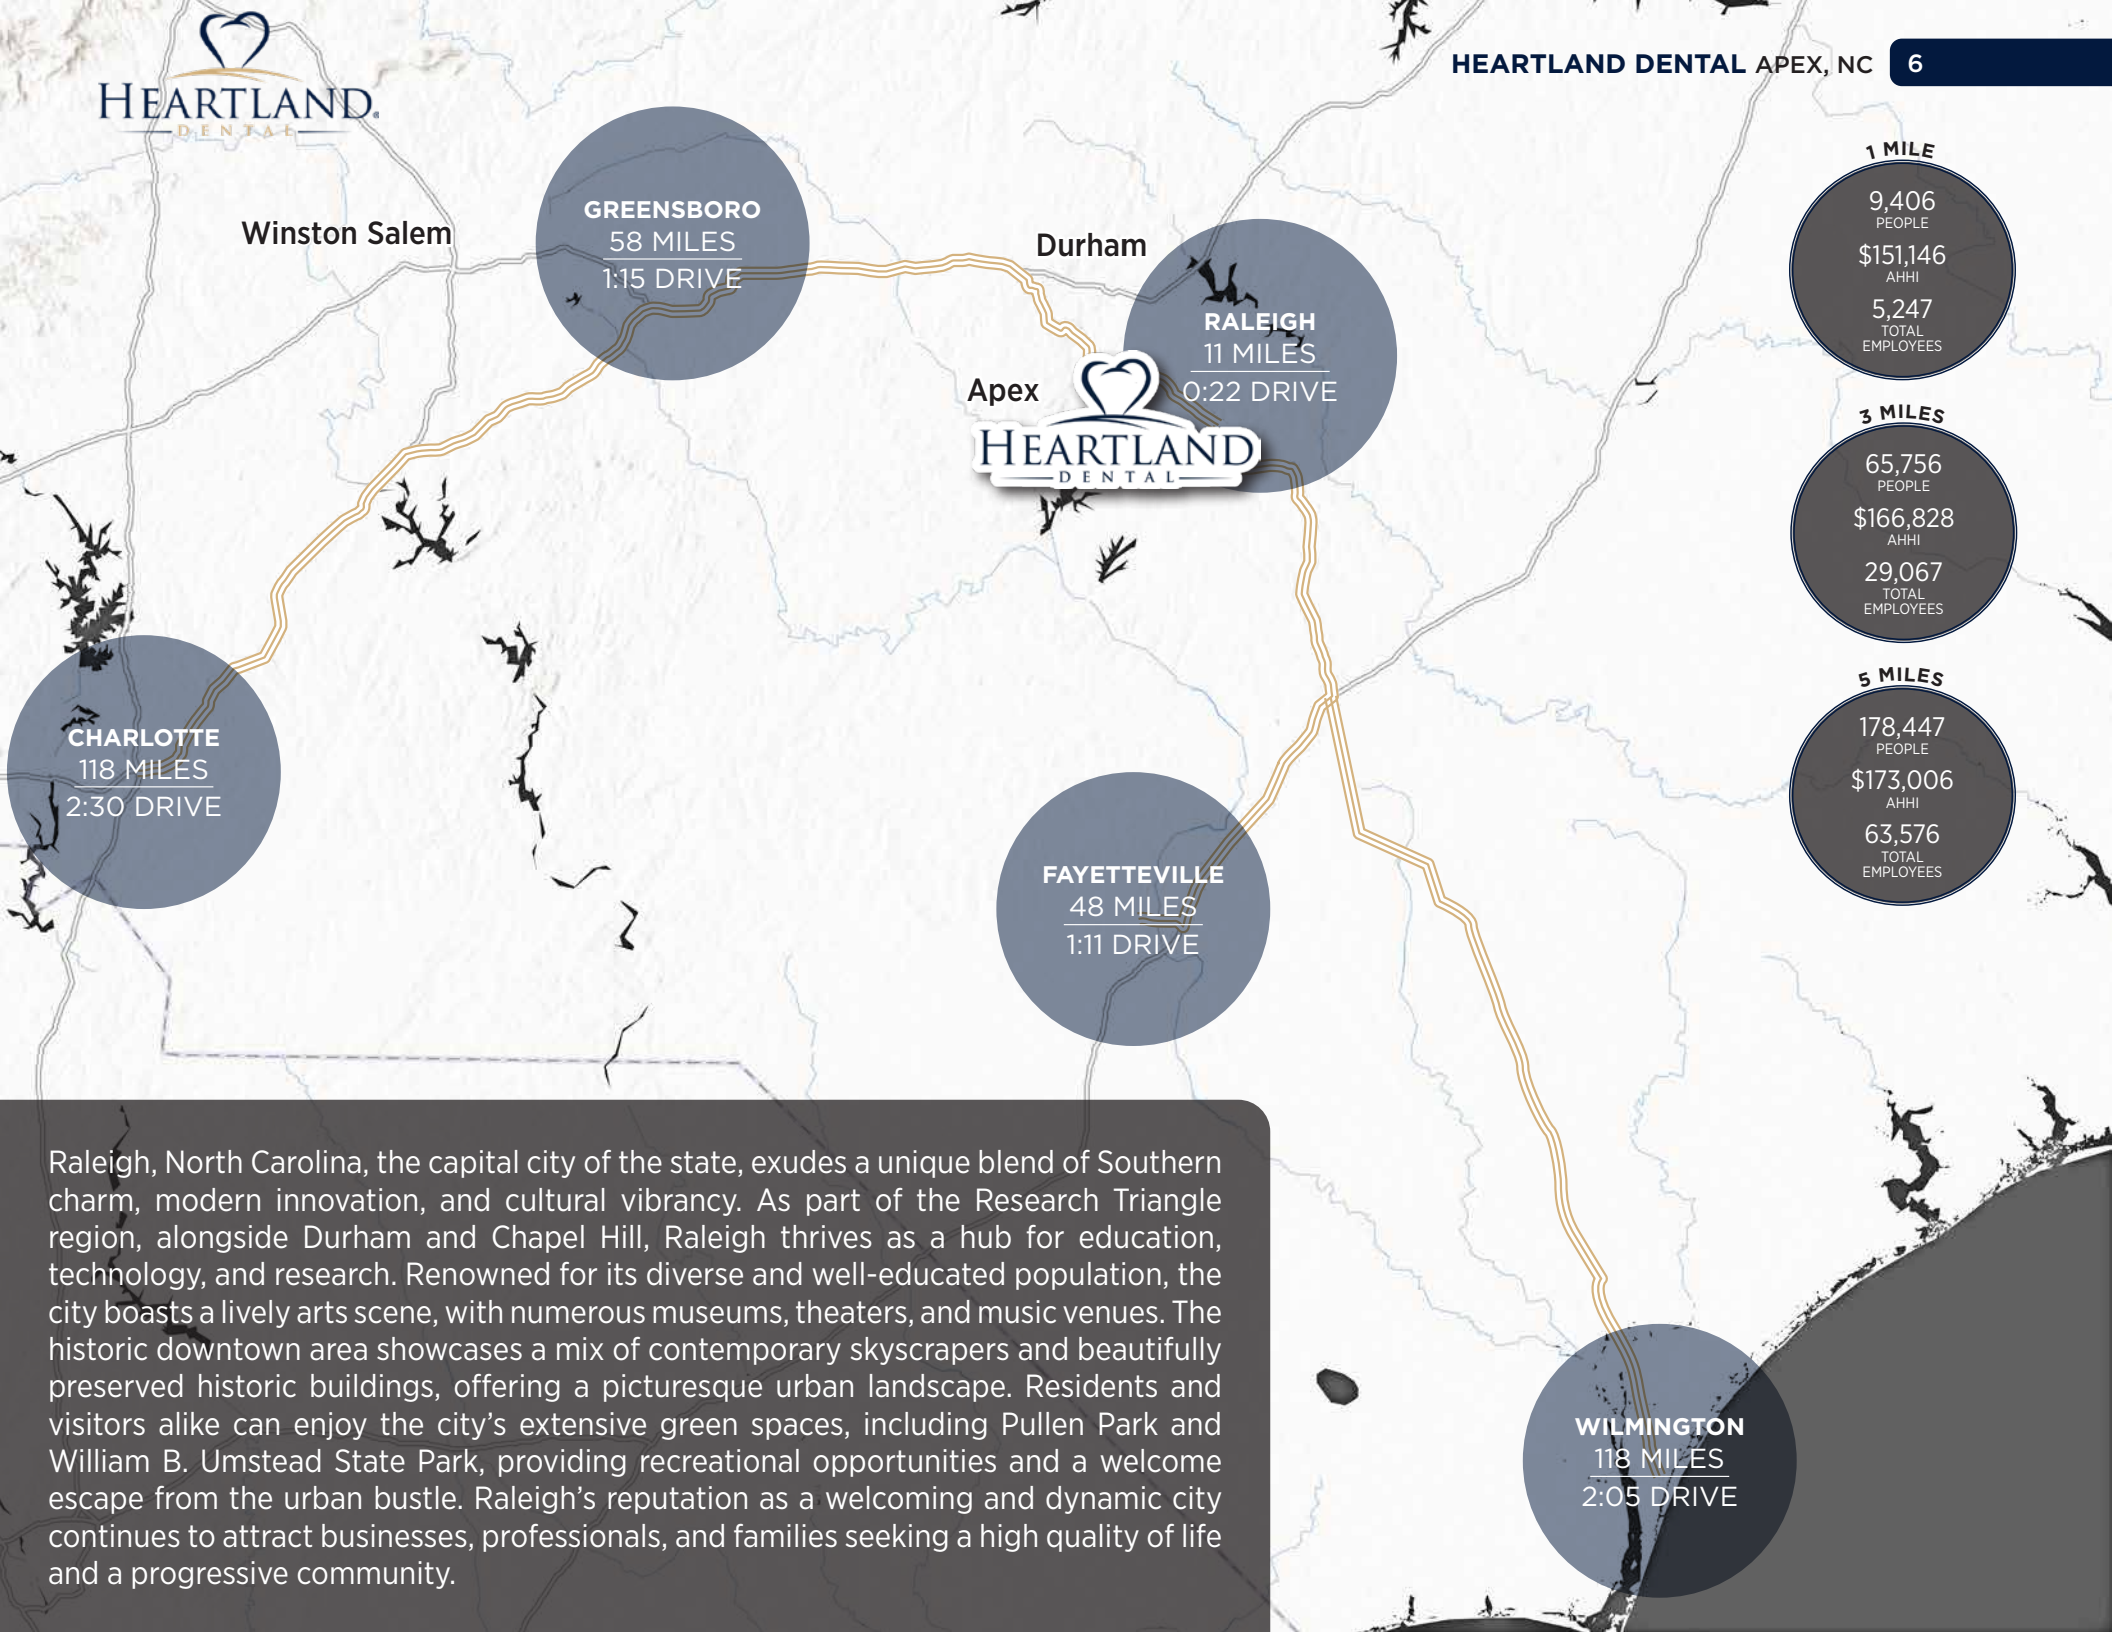 HEARTLAND®
DENTAL
HEARTLAND DENTAL APEX, NC 6
Winston Salem
GREENSBORO
58 MILES
1:15 DRIVE
Durham
RALEIGH
11 MILES
0:22 DRIVE
Apex
HEARTLAND
DENTAL
CHARLOTTE
118 MILES
2:30 DRIVE
FAYETTEVILLE
48 MILES
1:11 DRIVE
WILMINGTON
118 MILES
2:05 DRIVE
1 MILE
9,406
PEOPLE
$151,146
AHHI
5,247
TOTAL
EMPLOYEES
3 MILES
65,756
PEOPLE
$166,828
AHHI
29,067
TOTAL
EMPLOYEES
5 MILES
178,447
PEOPLE
$173,006
AHHI
63,576
TOTAL
EMPLOYEES
Raleigh, North Carolina, the capital city of the state, exudes a unique blend of Southern
charm, modern innovation, and cultural vibrancy. As part of the Research Triangle
region, alongside Durham and Chapel Hill, Raleigh thrives as a hub for education,
technology, and research. Renowned for its diverse and well-educated population, the
city boasts a lively arts scene, with numerous museums, theaters, and music venues. The
historic downtown area showcases a mix of contemporary skyscrapers and beautifully
preserved historic buildings, offering a picturesque urban landscape. Residents and
visitors alike can enjoy the city’s extensive green spaces, including Pullen Park and
William B. Umstead State Park, providing recreational opportunities and a welcome
escape from the urban bustle. Raleigh’s reputation as a welcoming and dynamic city
continues to attract businesses, professionals, and families seeking a high quality of life
and a progressive community.